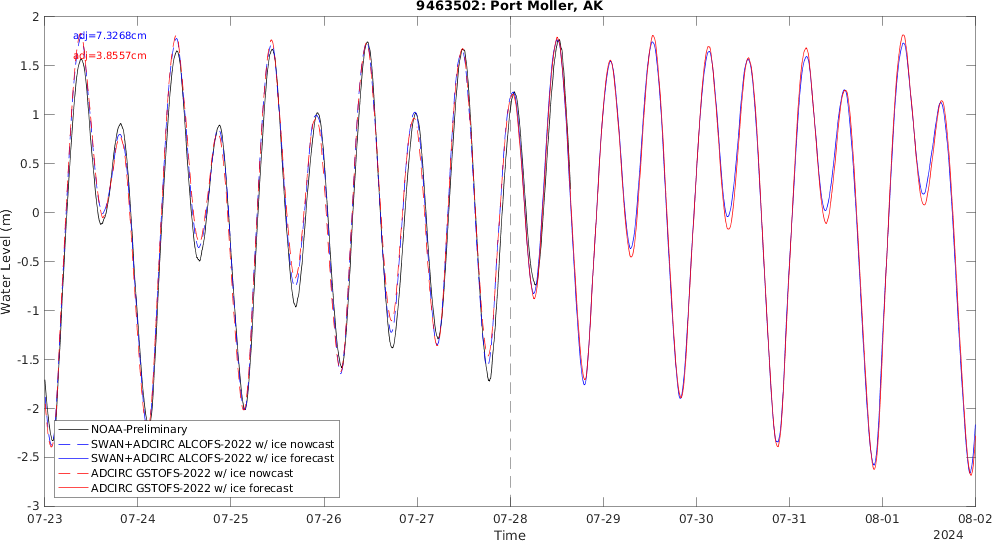 9463502: Port Moller, AK
adj=7.3268cm
adj=3.8557cm
Water Level (m)
2
1.5
1
0.5
0
-0.5
-1
-1.5
-2
-2.5
-3
NOAA-Preliminary
SWAN+ADCIRC ALCOFS-2022 w/ ice nowcast
SWAN+ADCIRC ALCOFS-2022 w/ ice forecast
ADCIRC GSTOFS-2022 w/ ice nowcast
ADCIRC GSTOFS-2022 w/ ice forecast
07-23 07-24 07-25 07-26 07-27 07-28 07-29 07-30 07-31 08-01 08-02
Time
2024